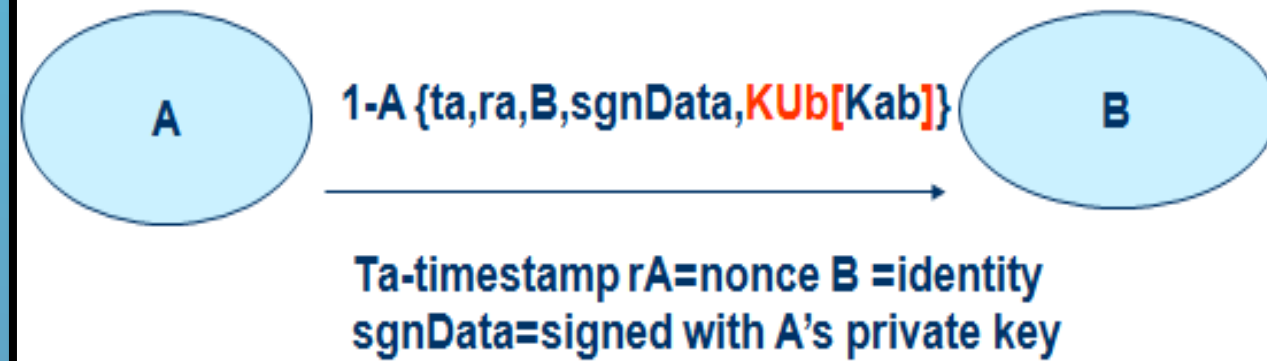 A
1-A {ta,ra,B,sgnData,KUb[Kab]}
B
Ta-timestamp rA=nonce B =identity
sgnData=signed with A's private key